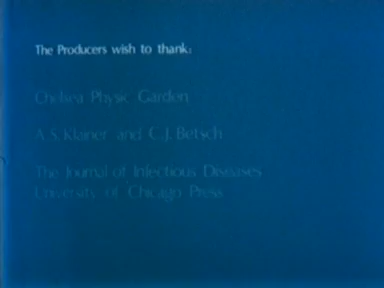 The Producers wish to thank:
Chelsea Physic Garden
A.S. Klainer and C.J. Betsch
The Journal of Infectious Diseases
University of Chicago Press